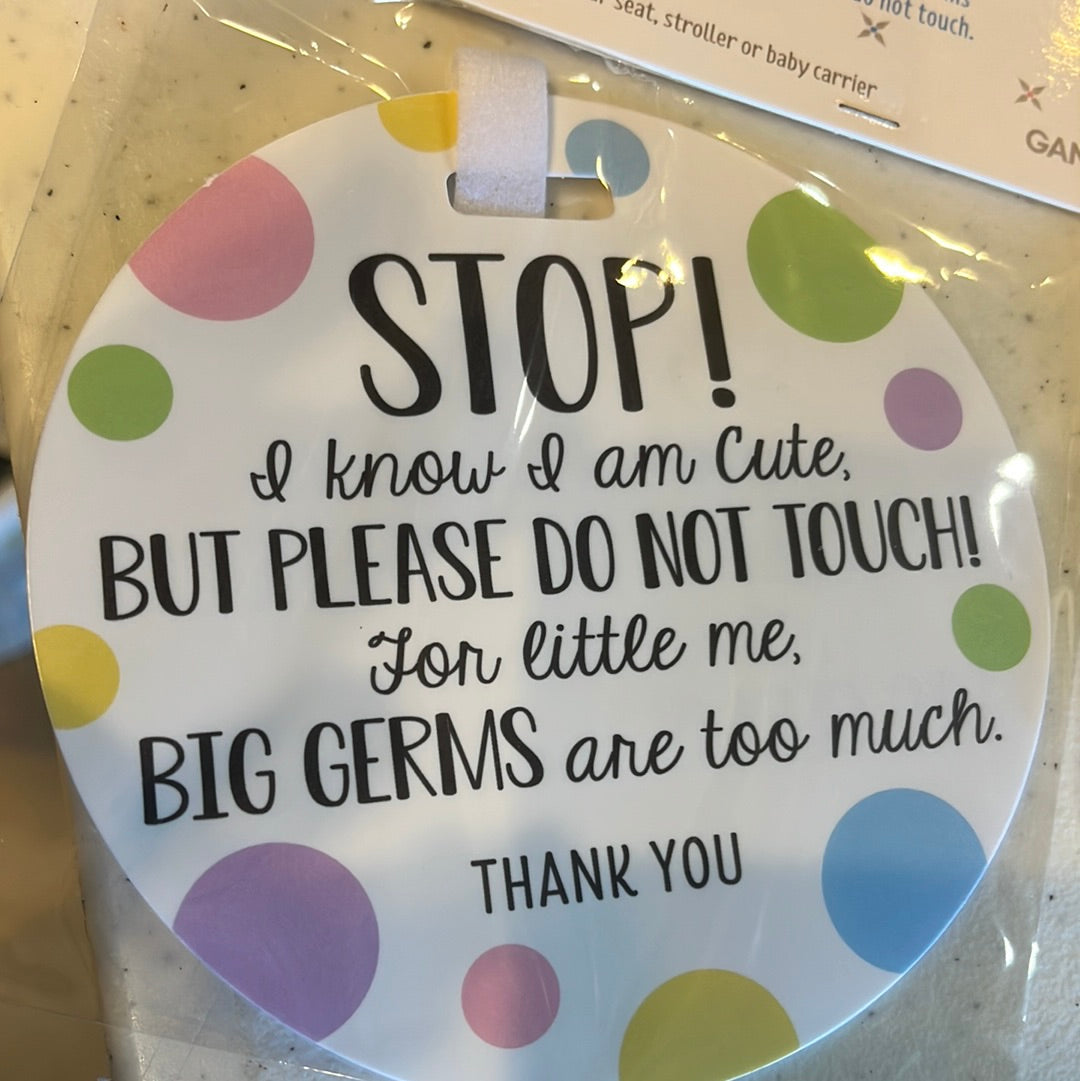 not touch.
seat, stroller or baby carrier
STOP!
I know I am Cute,
BUT PLEASE DO NOT TOUCH!
For little me,
BIG GERMS are too much.
THANK YOU